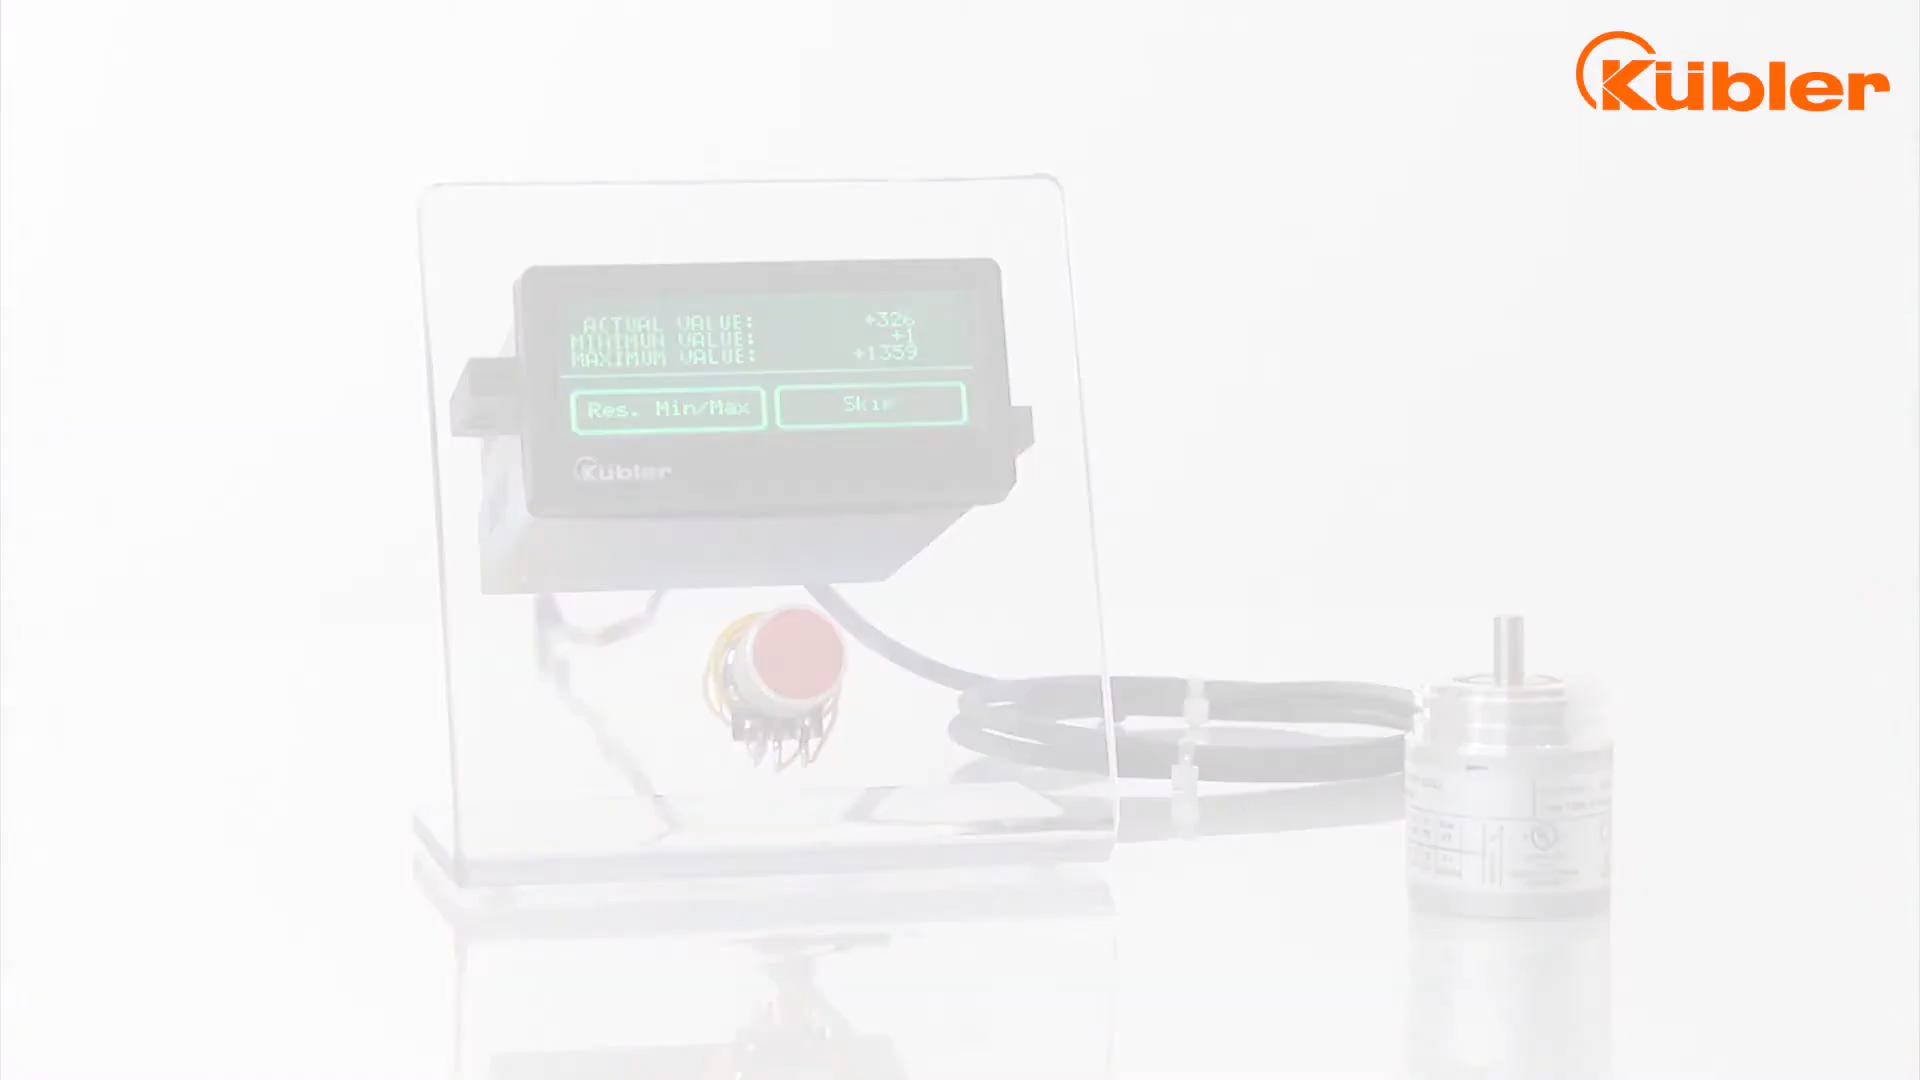 Kübler
ACTUAL VALUE: +326
MINIMUM VALUE: +1
MAXIMUM VALUE: +1359
Res. Min/Max Skip
Kübler